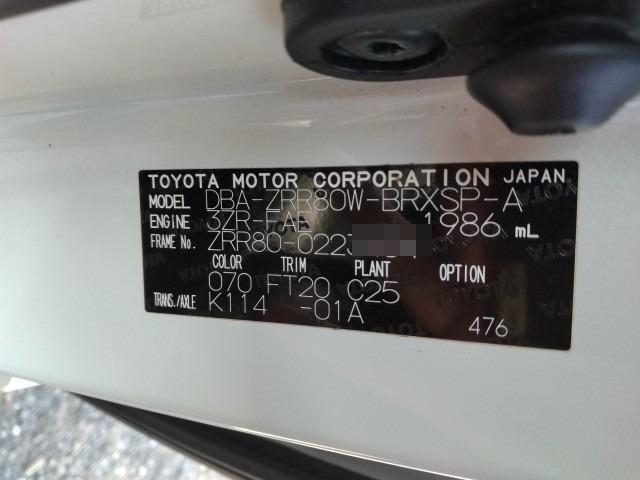 TOYOTA MOTOR CORPORATION JAPAN
MODEL DBA-ZRR80W-BRXSP-A
ENGINE 3ZR-FAE 1986 mL
FRAME NO. ZRR80-0223
COLOR TRIM PLANT OPTION
070 FT20 C25
TRANS./AXLE K114 -01A
476